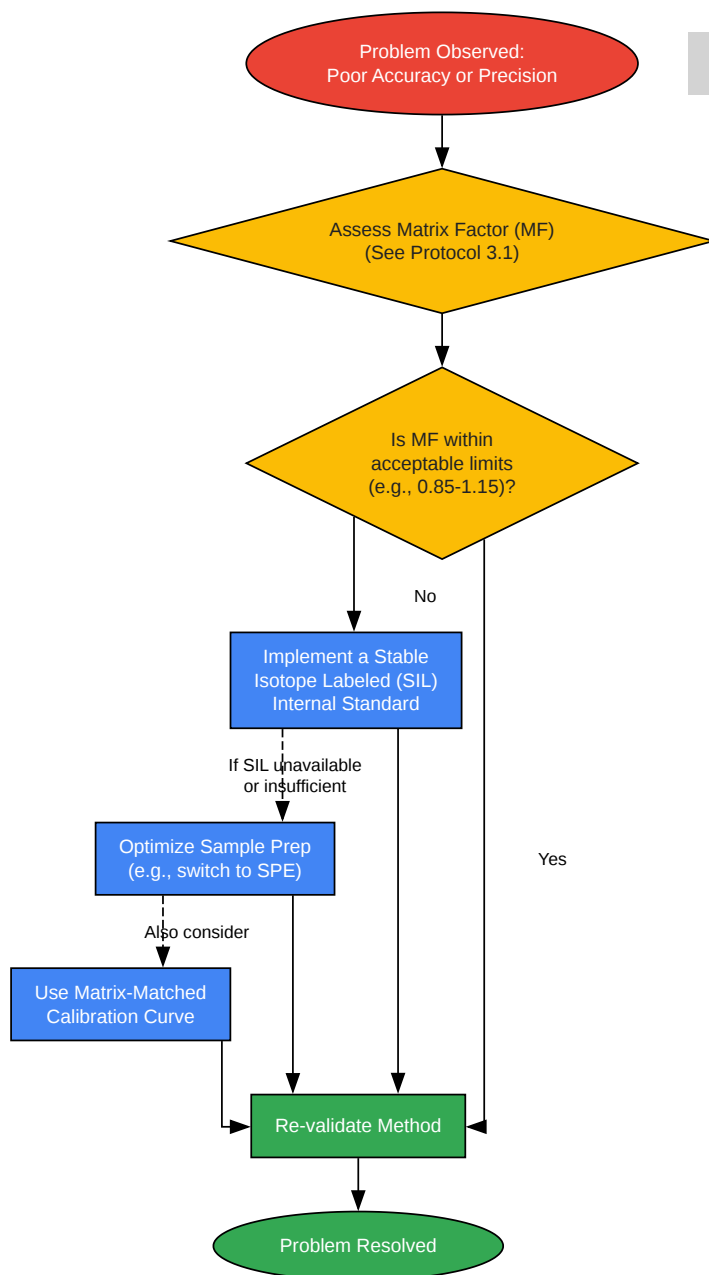 Problem Observed:
Poor Accuracy or Precision
Assess Matrix Factor (MF)
(See Protocol 3.1)
Is MF within
acceptable limits
(e.g., 0.85-1.15)?
No
Implement a Stable
Isotope Labeled (SIL)
Internal Standard
If SIL unavailable
or insufficient
Optimize Sample Prep
(e.g., switch to SPE)
Yes
Also consider
Use Matrix-Matched
Calibration Curve
Re-validate Method
Problem Resolved